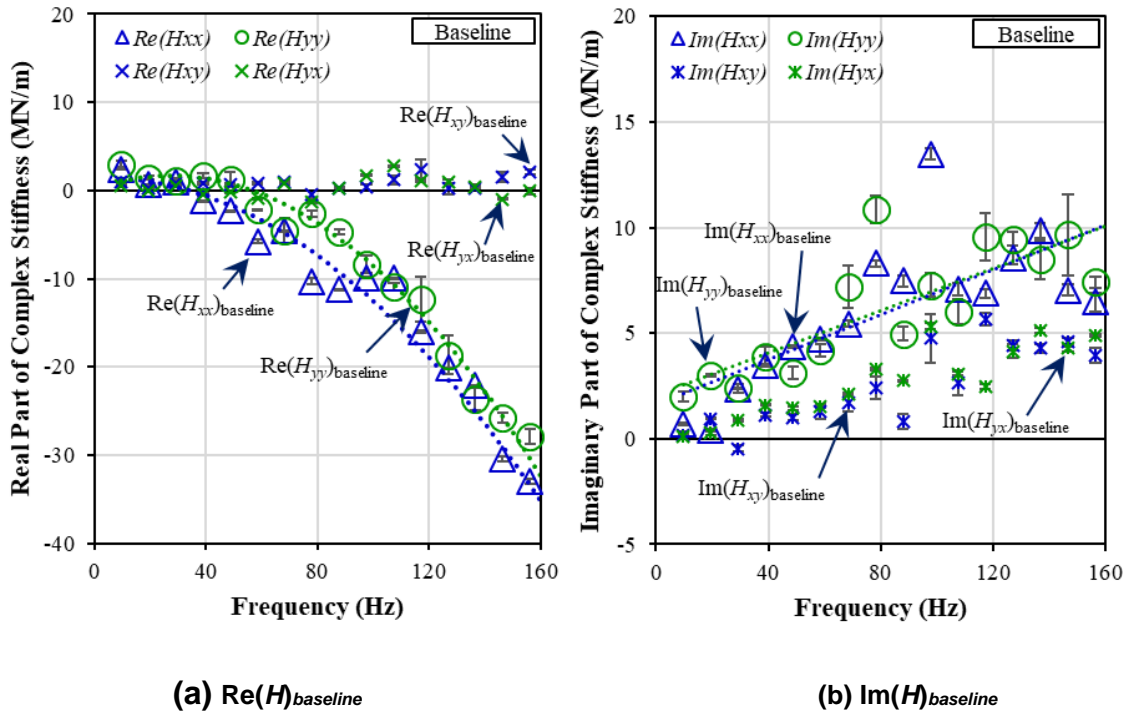 Real Part of Complex Stiffness (MN/m)
20
10
0
-10
-20
-30
-40
Baseline
Re(Hxx) Re(Hyy)
Re(Hxy) Re(Hyx)
Re(Hxy)baseline
Re(Hyx)baseline
Re(Hxx)baseline
Re(Hyy)baseline
0 40 80 120 160
Frequency (Hz)
(a) Re(H)baseline
Imaginary Part of Complex Stiffness (MN/m)
20
15
10
5
0
-5
Baseline
Im(Hxx) Im(Hyy)
Im(Hxy) Im(Hyx)
Im(Hxx)baseline
Im(Hyy)baseline
Im(Hyx)baseline
Im(Hxy)baseline
0 40 80 120 160
Frequency (Hz)
(b) Im(H)baseline